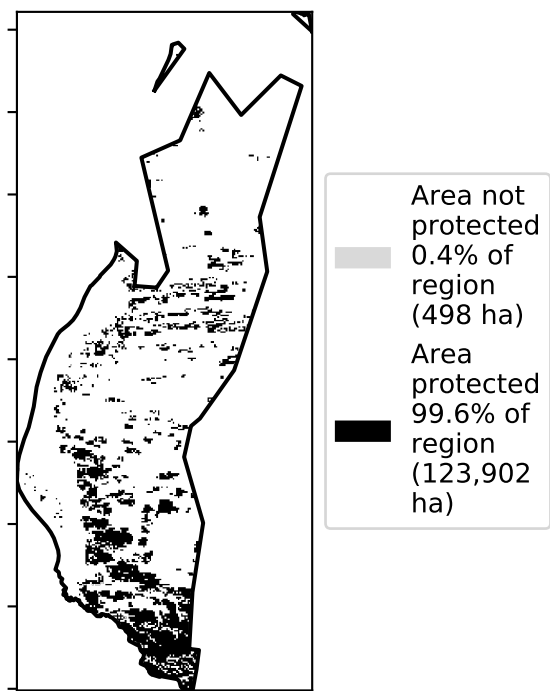 Area not
protected
0.4% of
region
(498 ha)
Area
protected
99.6% of
region
(123,902
ha)